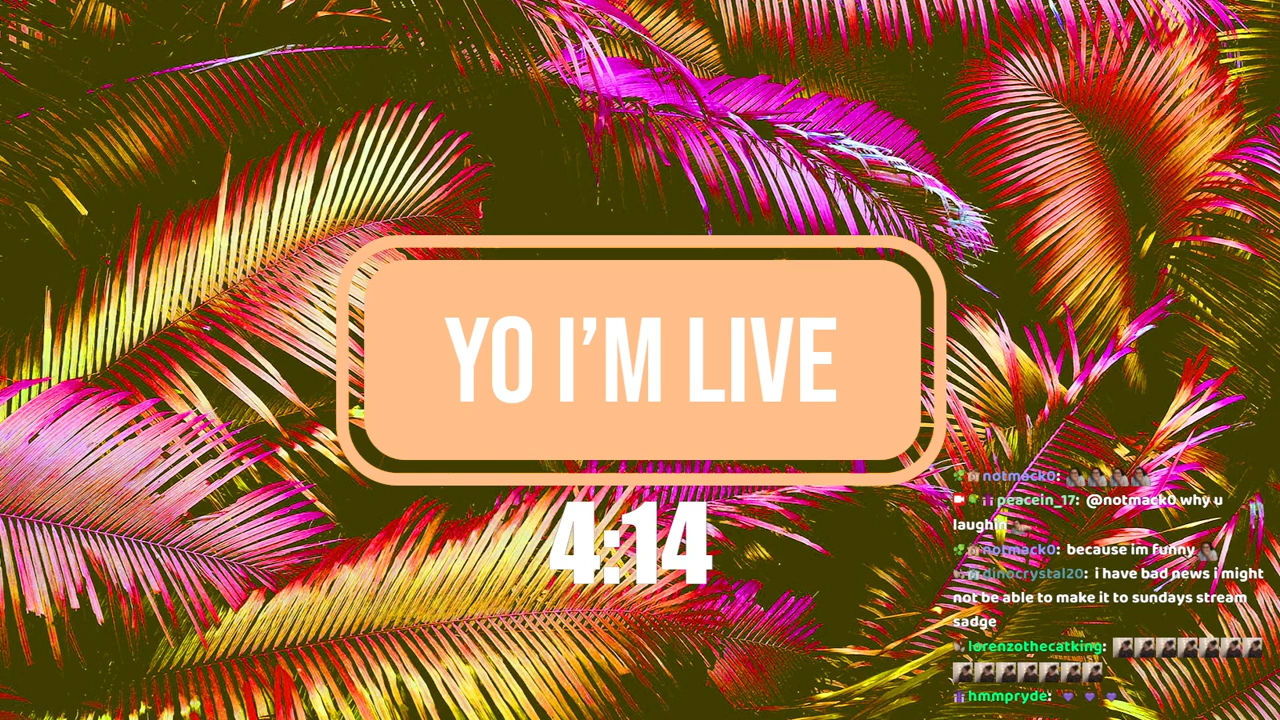 YO I’M LIVE
4:14
notmack0:
peacein_17: @notmack0 why u
laughin
notmack0: because im funny
dinocrystal20: i have bad news i might
not be able to make it to sundays stream
sadge
lorenzothecatking:
hmmpryde: